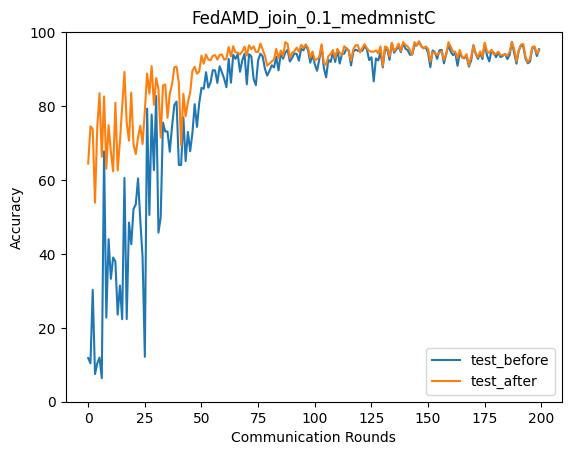 FedAMD_join_0.1_medmnistC
100
80
60
40
20
0
Accuracy
0 25 50 75 100 125 150 175 200
Communication Rounds
test_before
test_after